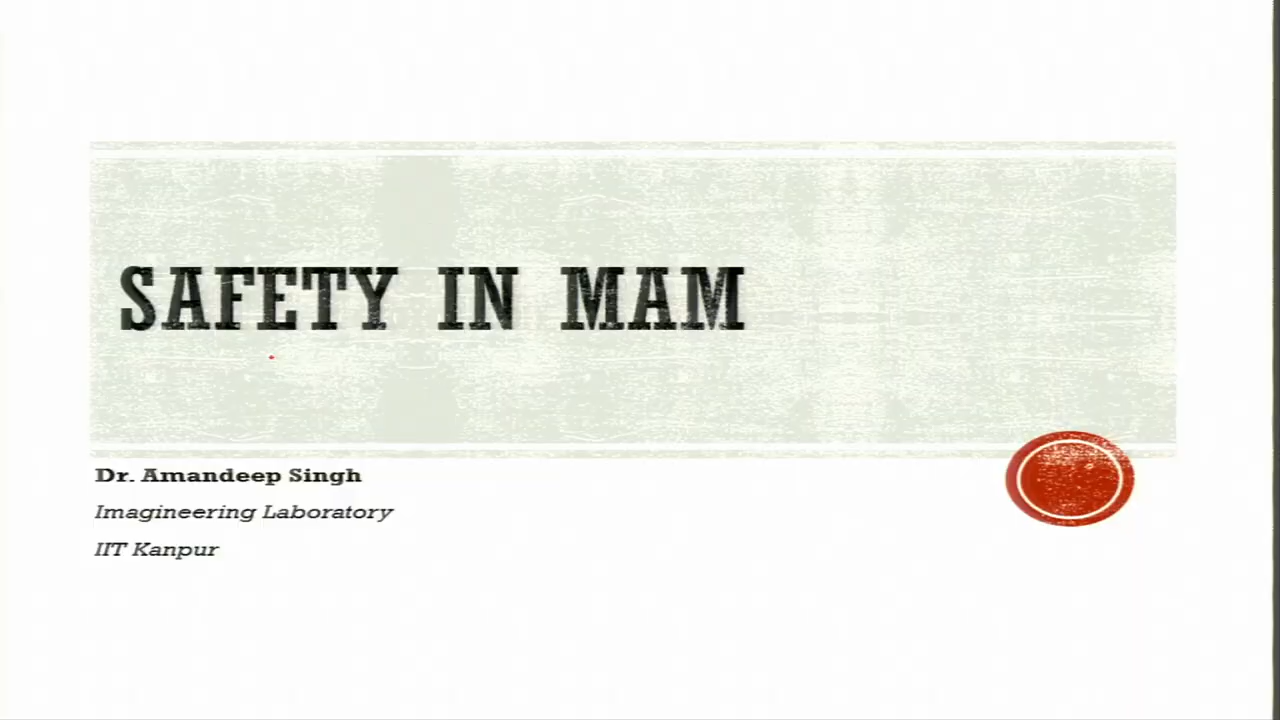 SAFETY IN MAM
Dr. Amandeep Singh
Imagineering Laboratory
IIT Kanpur